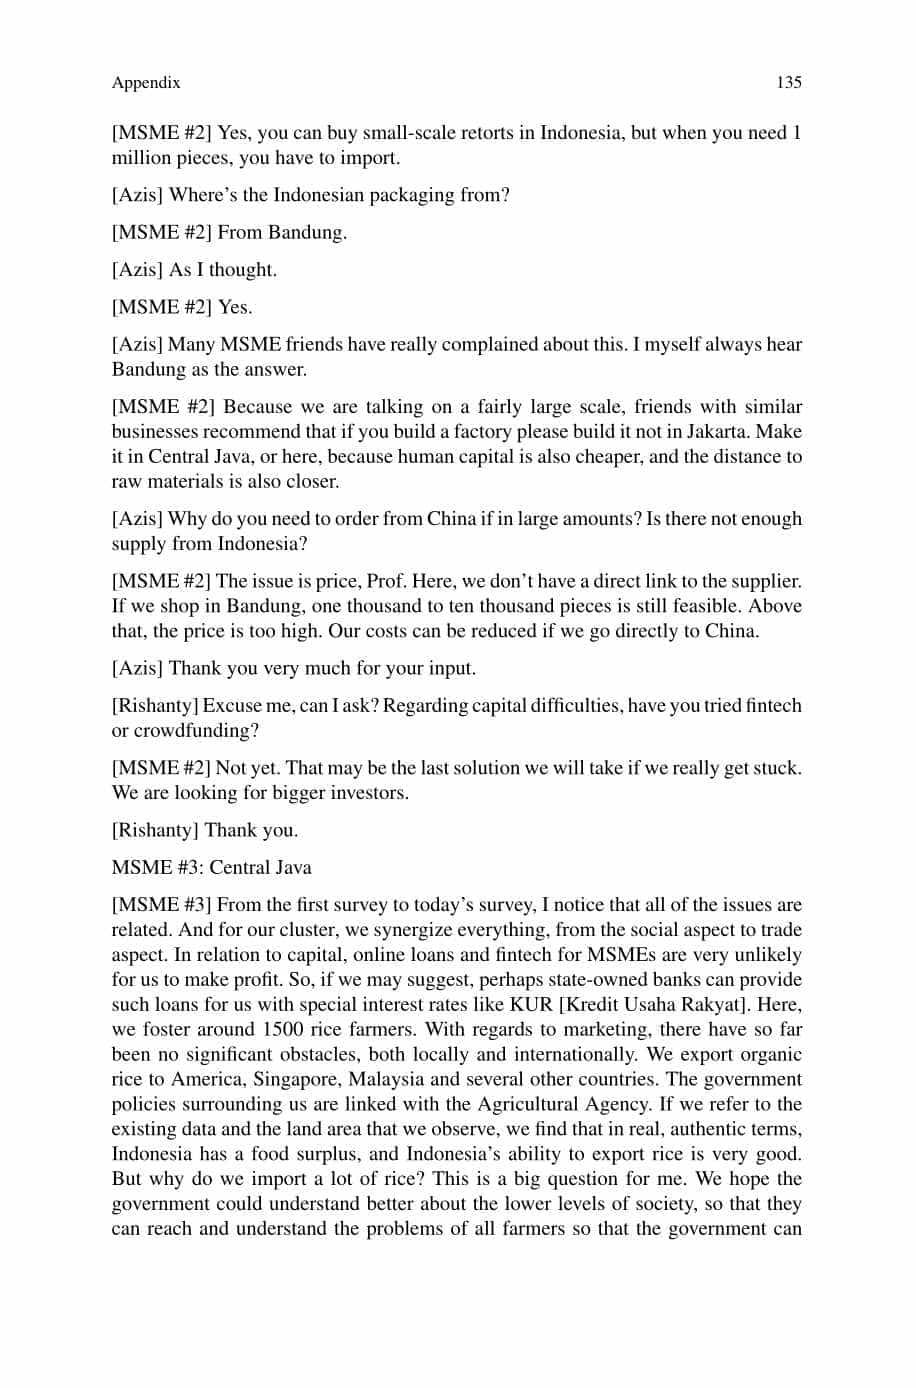 Appendix 135
[MSME #2] Yes, you can buy small-scale retorts in Indonesia, but when you need 1
million pieces, you have to import.
[Azis] Where’s the Indonesian packaging from?
[MSME #2] From Bandung.
[Azis] As I thought.
[MSME #2] Yes.
[Azis] Many MSME friends have really complained about this. I myself always hear
Bandung as the answer.
[MSME #2] Because we are talking on a fairly large scale, friends with similar
businesses recommend that if you build a factory please build it not in Jakarta. Make
it in Central Java, or here, because human capital is also cheaper, and the distance to
raw materials is also closer.
[Azis] Why do you need to order from China if in large amounts? Is there not enough
supply from Indonesia?
[MSME #2] The issue is price, Prof. Here, we don’t have a direct link to the supplier.
If we shop in Bandung, one thousand to ten thousand pieces is still feasible. Above
that, the price is too high. Our costs can be reduced if we go directly to China.
[Azis] Thank you very much for your input.
[Rishanty] Excuse me, can I ask? Regarding capital difficulties, have you tried fintech
or crowdfunding?
[MSME #2] Not yet. That may be the last solution we will take if we really get stuck.
We are looking for bigger investors.
[Rishanty] Thank you.
MSME #3: Central Java
[MSME #3] From the first survey to today’s survey, I notice that all of the issues are
related. And for our cluster, we synergize everything, from the social aspect to trade
aspect. In relation to capital, online loans and fintech for MSMEs are very unlikely
for us to make profit. So, if we may suggest, perhaps state-owned banks can provide
such loans for us with special interest rates like KUR [Kredit Usaha Rakyat]. Here,
we foster around 1500 rice farmers. With regards to marketing, there have so far
been no significant obstacles, both locally and internationally. We export organic
rice to America, Singapore, Malaysia and several other countries. The government
policies surrounding us are linked with the Agricultural Agency. If we refer to the
existing data and the land area that we observe, we find that in real, authentic terms,
Indonesia has a food surplus, and Indonesia’s ability to export rice is very good.
But why do we import a lot of rice? This is a big question for me. We hope the
government could understand better about the lower levels of society, so that they
can reach and understand the problems of all farmers so that the government can